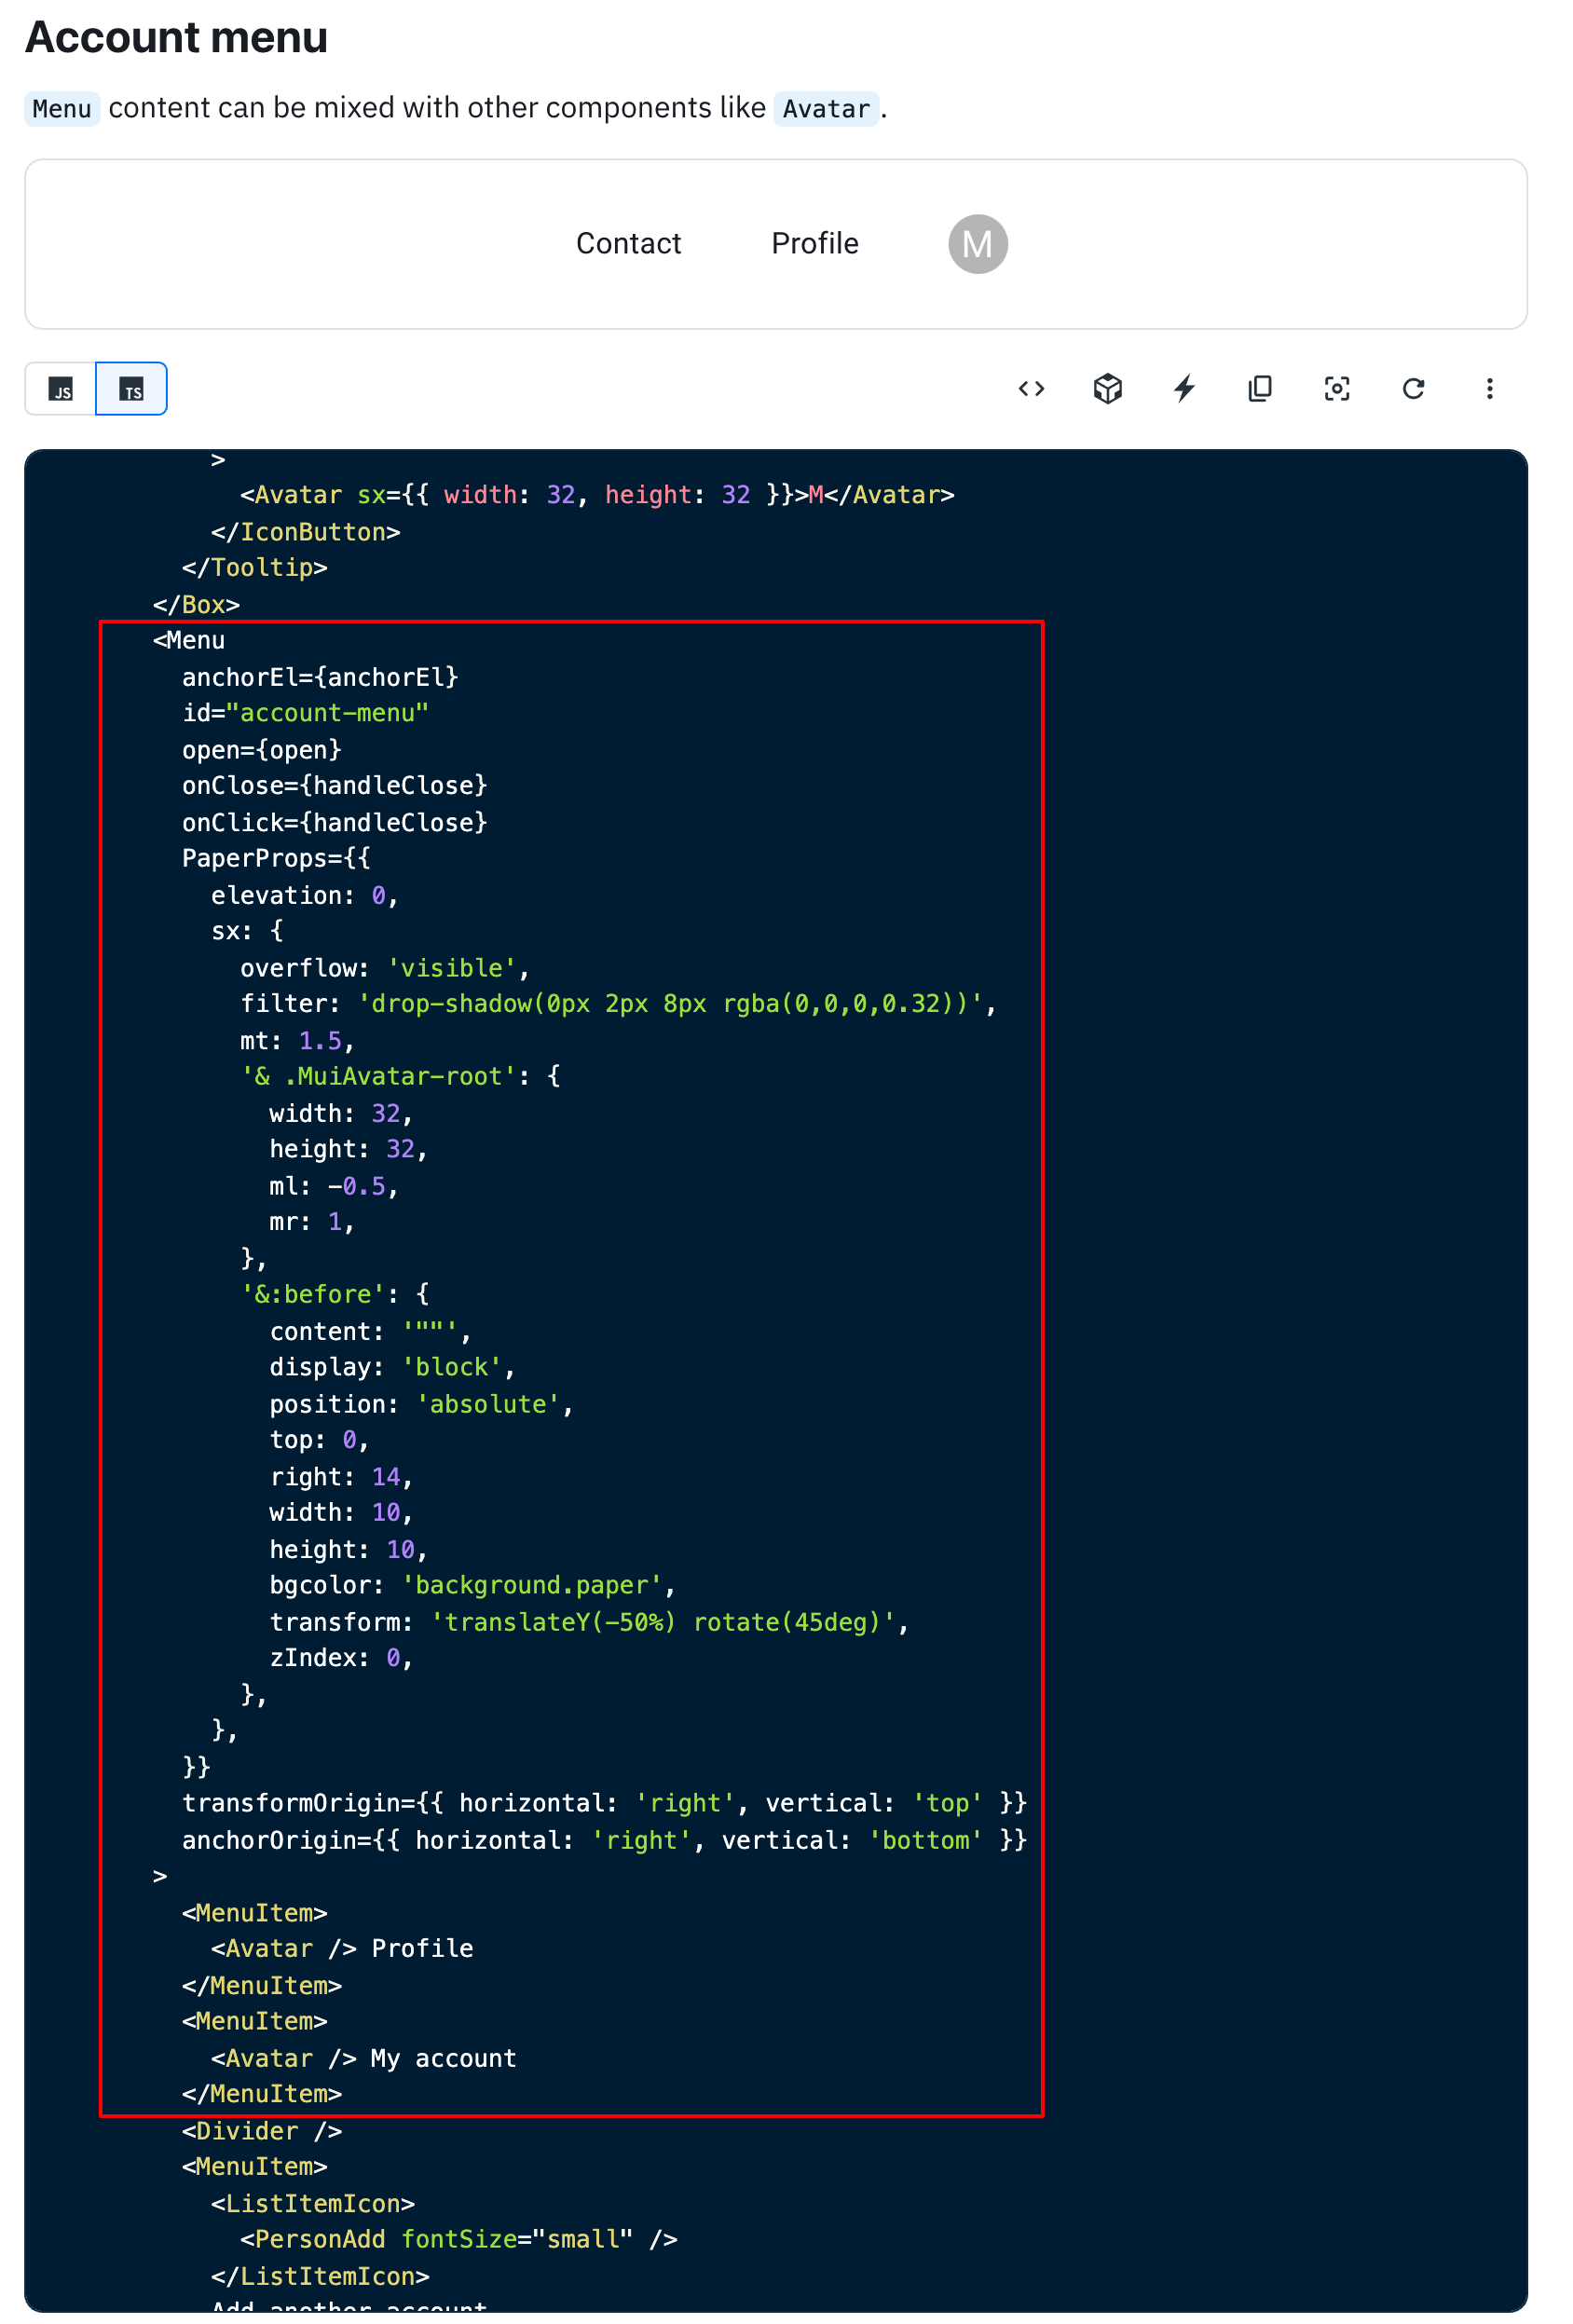 Account menu
Menu content can be mixed with other components like Avatar.
Contact Profile M
JS TS
>
<Avatar sx={{ width: 32, height: 32 }}>M</Avatar>
</IconButton>
</Tooltip>
</Box>
<Menu
anchorEl={anchorEl}
id="account-menu"
open={open}
onClose={handleClose}
onClick={handleClose}
PaperProps={{
elevation: 0,
sx: {
overflow: 'visible',
filter: 'drop-shadow(0px 2px 8px rgba(0,0,0,0.32))',
mt: 1.5,
'& .MuiAvatar-root': {
width: 32,
height: 32,
ml: -0.5,
mr: 1,
},
'&:before': {
content: '""',
display: 'block',
position: 'absolute',
top: 0,
right: 14,
width: 10,
height: 10,
bgcolor: 'background.paper',
transform: 'translateY(-50%) rotate(45deg)',
zIndex: 0,
},
},
}}
transformOrigin={{ horizontal: 'right', vertical: 'top' }}
anchorOrigin={{ horizontal: 'right', vertical: 'bottom' }}
>
<MenuItem>
<Avatar /> Profile
</MenuItem>
<MenuItem>
<Avatar /> My account
</MenuItem>
<Divider />
<MenuItem>
<ListItemIcon>
<PersonAdd fontSize="small" />
</ListItemIcon>
Add another account